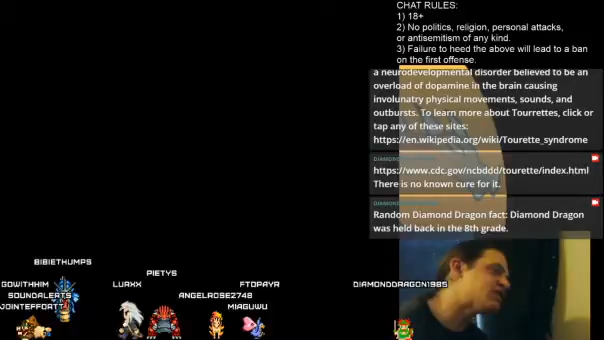 CHAT RULES:
1) 18+
2) No politics, religion, personal attacks,
or antisemitism of any kind.
3) Failure to heed the above will lead to a ban
on the first offense.
a neurodevelopmental disorder believed to be an
overload of dopamine in the brain causing
involunatry physical movements, sounds, and
outbursts. To learn more about Tourrettes, click or
tap any of these sites:
https://en.wikipedia.org/wiki/Tourette_syndrome
https://www.cdc.gov/ncbddd/tourette/index.html
There is no known cure for it.
Random Diamond Dragon fact: Diamond Dragon
was held back in the 8th grade.
BIBIETHUMPS
PIETYS
GOWITHHIM
LURXX
FTDPAYR
DIAMONDDRAGON1985
SOUNDALERTS
ANGELROSE2748
JOINTEFFORTT
MIAGUWU